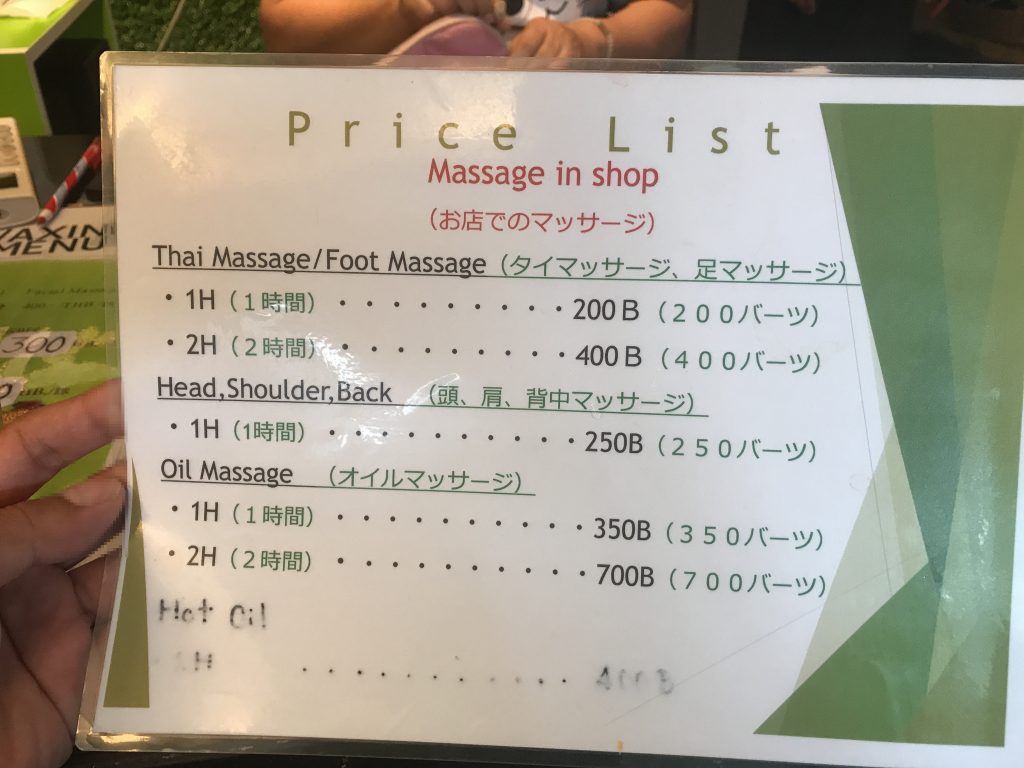 Price List
Massage in shop
（お店でのマッサージ）
Thai Massage/Foot Massage（タイマッサージ、足マッサージ）
・1H（１時間）・・・・・・・・・200B（２００バーツ）
・2H（２時間）・・・・・・・・・400B（４００バーツ）
Head,Shoulder,Back （頭、肩、背中マッサージ）
・1H（1時間）・・・・・・・・・・250B（２５０バーツ）
Oil Massage （オイルマッサージ）
・1H（１時間）・・・・・・・・・・350B（３５０バーツ）
・2H（２時間）・・・・・・・・・・700B（７００バーツ）
Hot Oil
1H ・・・・・・・・・・・ 400B
MENU
300